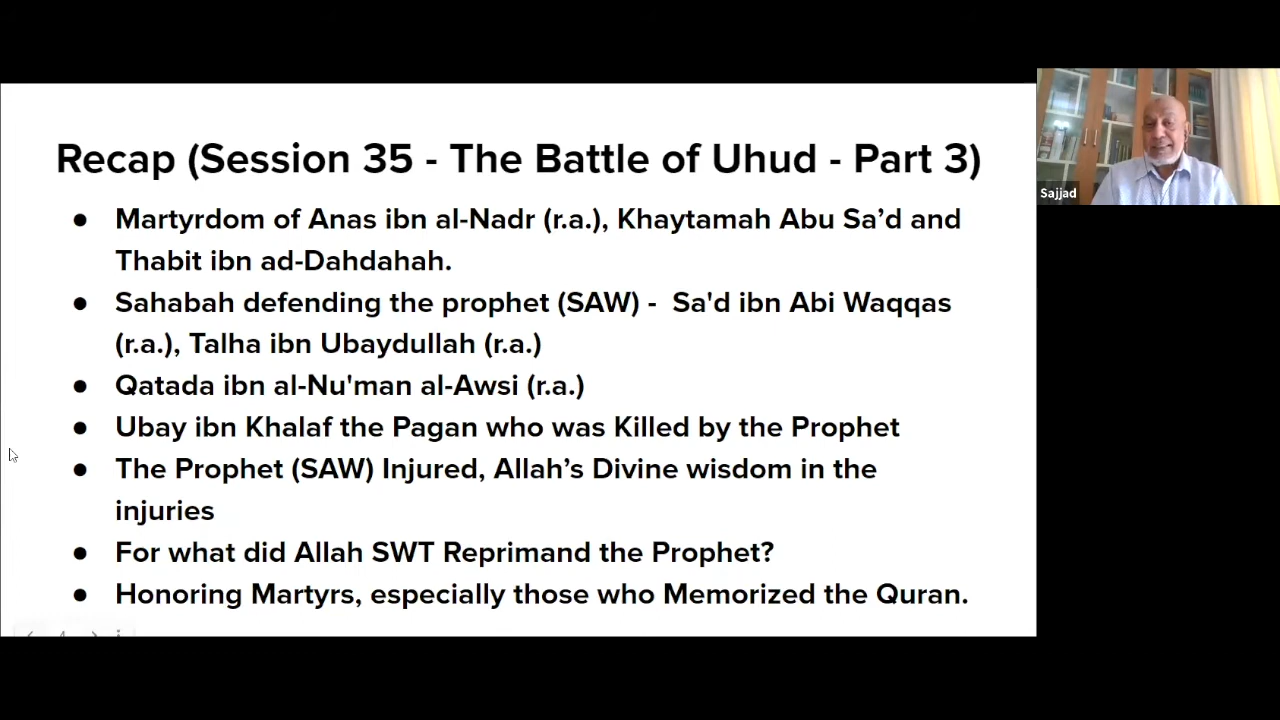 Recap (Session 35 - The Battle of Uhud - Part 3)
● Martyrdom of Anas ibn al-Nadr (r.a.), Khaytamah Abu Sa’d and
Thabit ibn ad-Dahdahah.
● Sahabah defending the prophet (SAW) - Sa'd ibn Abi Waqqas
(r.a.), Talha ibn Ubaydullah (r.a.)
● Qatada ibn al-Nu'man al-Awsi (r.a.)
● Ubay ibn Khalaf the Pagan who was Killed by the Prophet
● The Prophet (SAW) Injured, Allah’s Divine wisdom in the
injuries
● For what did Allah SWT Reprimand the Prophet?
● Honoring Martyrs, especially those who Memorized the Quran.
Sajjad